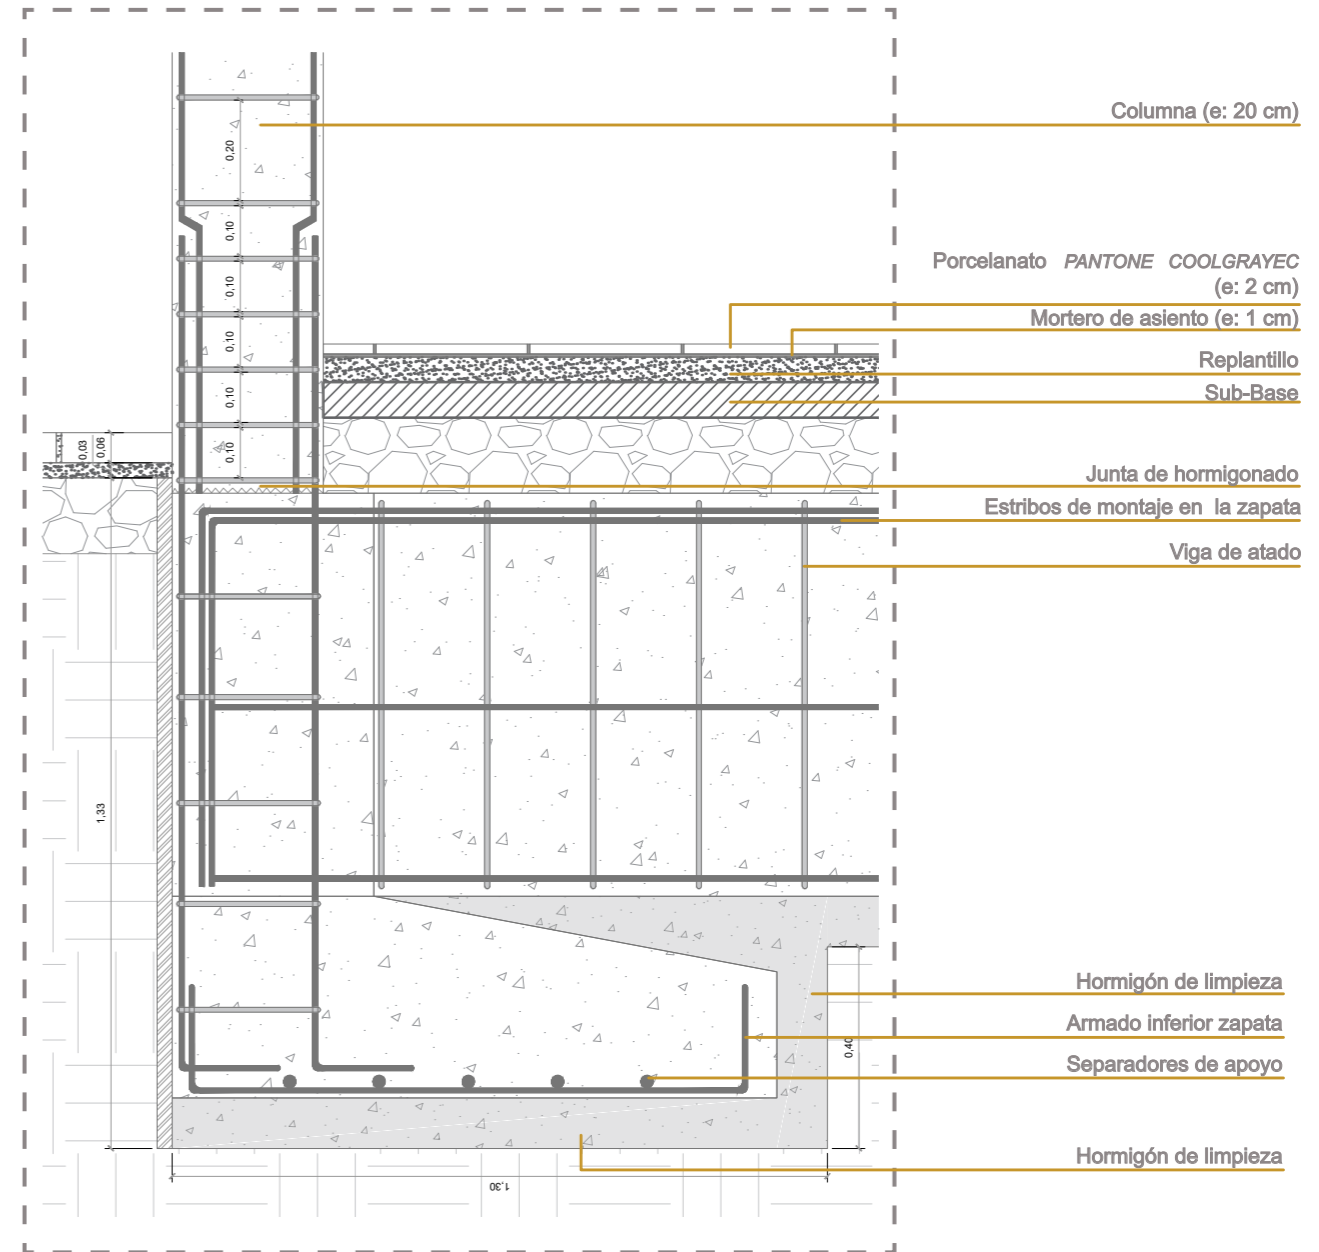 Columna (e: 20 cm)
0,20
0,10
Porcelanato PANTONE COOLGRAYEC
(e: 2 cm)
0,10
Mortero de asiento (e: 1 cm)
0,10
Replantillo
Sub-Base
0,10
0,03
0,06
0,10
Junta de hormigonado
Estribos de montaje en la zapata
Viga de atado
1,33
Hormigón de limpieza
Armado inferior zapata
0,40
Separadores de apoyo
Hormigón de limpieza
1,30